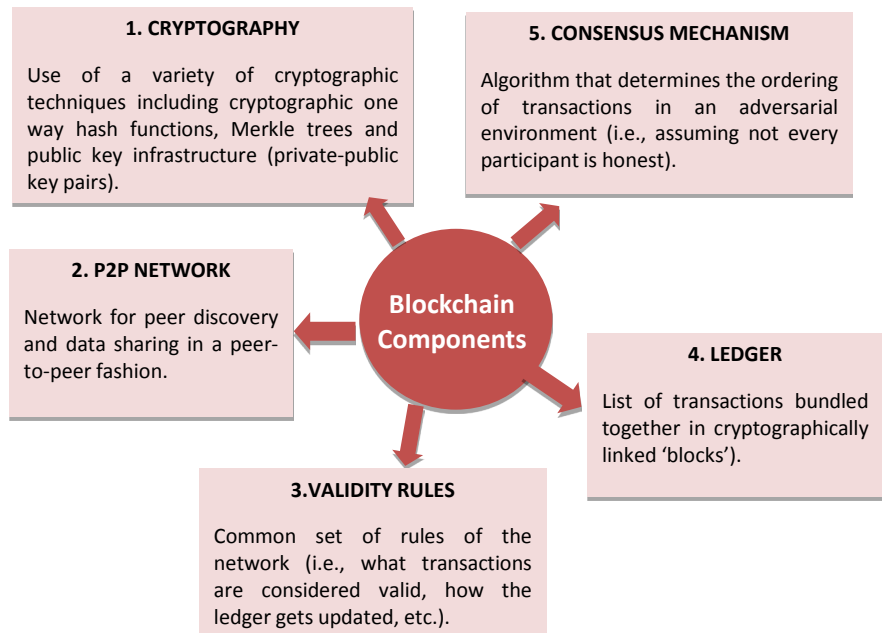 1. CRYPTOGRAPHY
Use of a variety of cryptographic
techniques including cryptographic one
way hash functions, Merkle trees and
public key infrastructure (private-public
key pairs).
5. CONSENSUS MECHANISM
Algorithm that determines the ordering
of transactions in an adversarial
environment (i.e., assuming not every
participant is honest).
2. P2P NETWORK
Network for peer discovery
and data sharing in a peer-
to-peer fashion.
Blockchain
Components
4. LEDGER
List of transactions bundled
together in cryptographically
linked ‘blocks’).
3.VALIDITY RULES
Common set of rules of the
network (i.e., what transactions
are considered valid, how the
ledger gets updated, etc.).